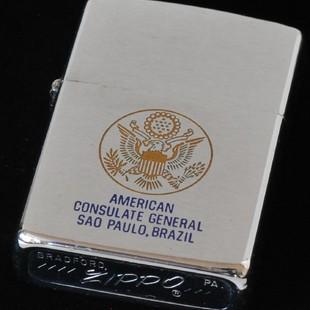 AMERICAN
CONSULATE GENERAL
SAO PAULO, BRAZIL
BRADFORD, ZIPPO PA.
®